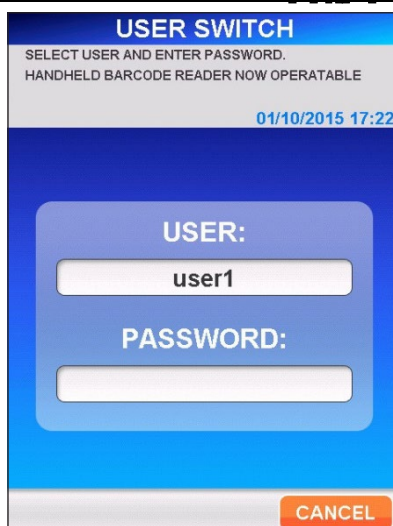 USER SWITCH
SELECT USER AND ENTER PASSWORD.
HANDHELD BARCODE READER NOW OPERATABLE
01/10/2015 17:22
USER:
user1
PASSWORD:
CANCEL